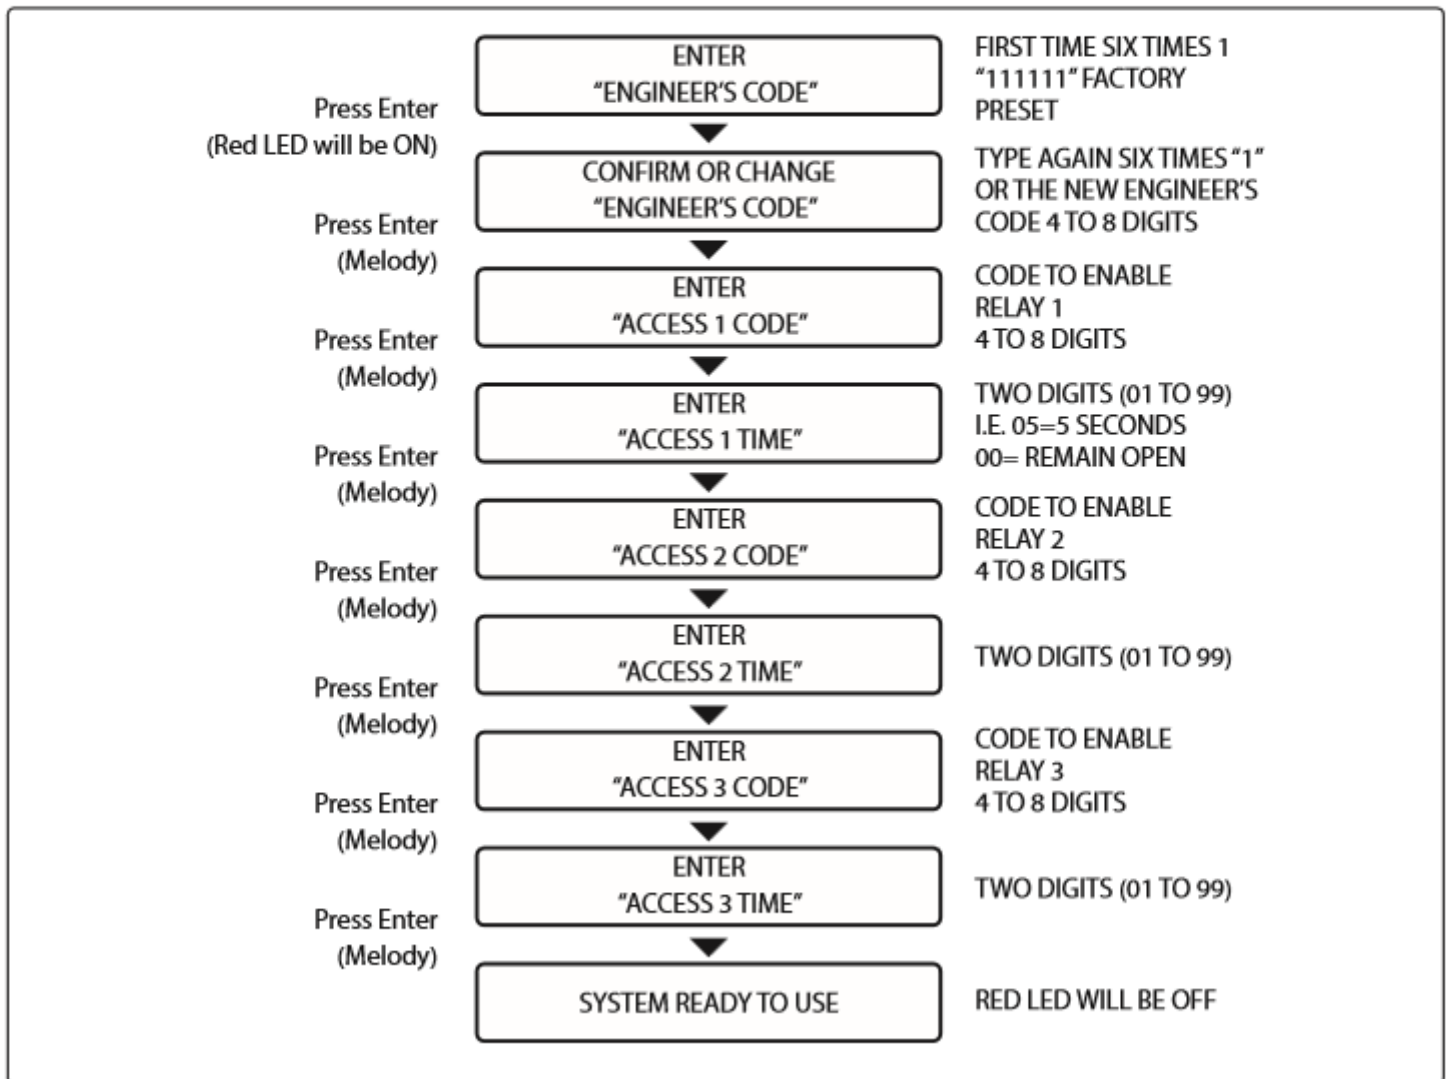 ENTER
"ENGINEER'S CODE"
FIRST TIME SIX TIMES 1
"111111" FACTORY
PRESET
Press Enter
(Red LED will be ON)
CONFIRM OR CHANGE
"ENGINEER'S CODE"
TYPE AGAIN SIX TIMES "1"
OR THE NEW ENGINEER'S
CODE 4 TO 8 DIGITS
Press Enter
(Melody)
ENTER
"ACCESS 1 CODE"
CODE TO ENABLE
RELAY 1
4 TO 8 DIGITS
Press Enter
(Melody)
ENTER
"ACCESS 1 TIME"
TWO DIGITS (01 TO 99)
I.E. 05=5 SECONDS
00= REMAIN OPEN
Press Enter
(Melody)
ENTER
"ACCESS 2 CODE"
CODE TO ENABLE
RELAY 2
4 TO 8 DIGITS
Press Enter
(Melody)
ENTER
"ACCESS 2 TIME"
TWO DIGITS (01 TO 99)
Press Enter
(Melody)
ENTER
"ACCESS 3 CODE"
CODE TO ENABLE
RELAY 3
4 TO 8 DIGITS
Press Enter
(Melody)
ENTER
"ACCESS 3 TIME"
TWO DIGITS (01 TO 99)
Press Enter
(Melody)
SYSTEM READY TO USE
RED LED WILL BE OFF